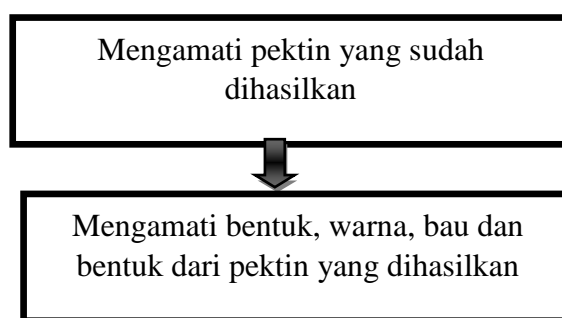 Mengamati pektin yang sudah
dihasilkan
Mengamati bentuk, warna, bau dan
bentuk dari pektin yang dihasilkan